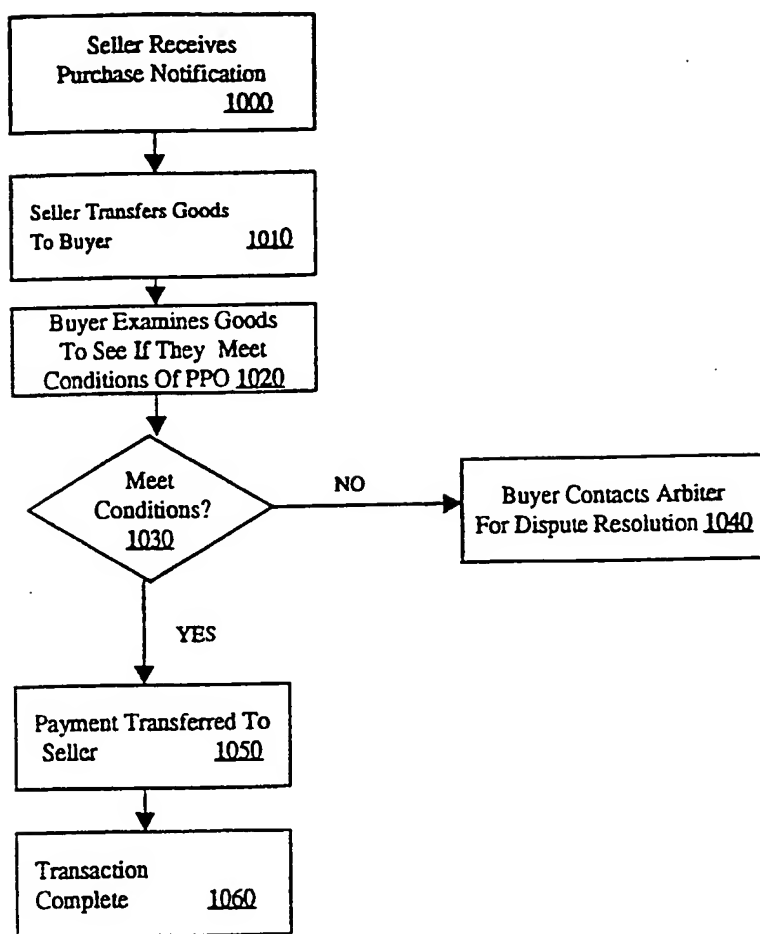 Seller Receives
Purchase Notification
1000
Seller Transfers Goods
To Buyer 1010
Buyer Examines Goods
To See If They Meet
Conditions Of PPO 1020
Meet
Conditions?
1030
NO
Buyer Contacts Arbiter
For Dispute Resolution 1040
YES
Payment Transferred To
Seller 1050
Transaction
Complete 1060